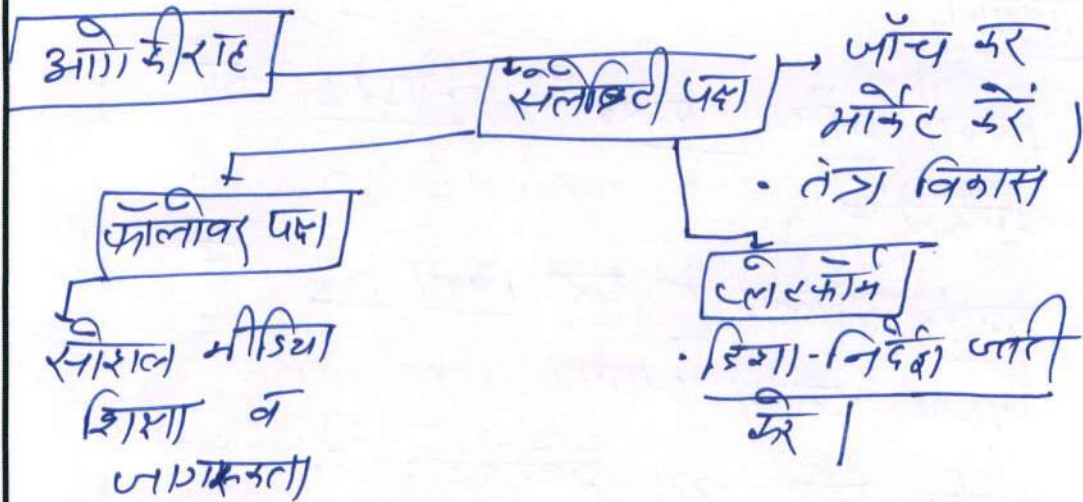 आगे की राह
सेलेब्रिटी पक्ष → जाँच कर
मार्केट करें।
• तंत्र विकास
फॉलोवर पक्ष
सोशल मीडिया
शिक्षा व
जागरूकता
प्लेटफॉर्म
• दिशा-निर्देश जारी
करे।